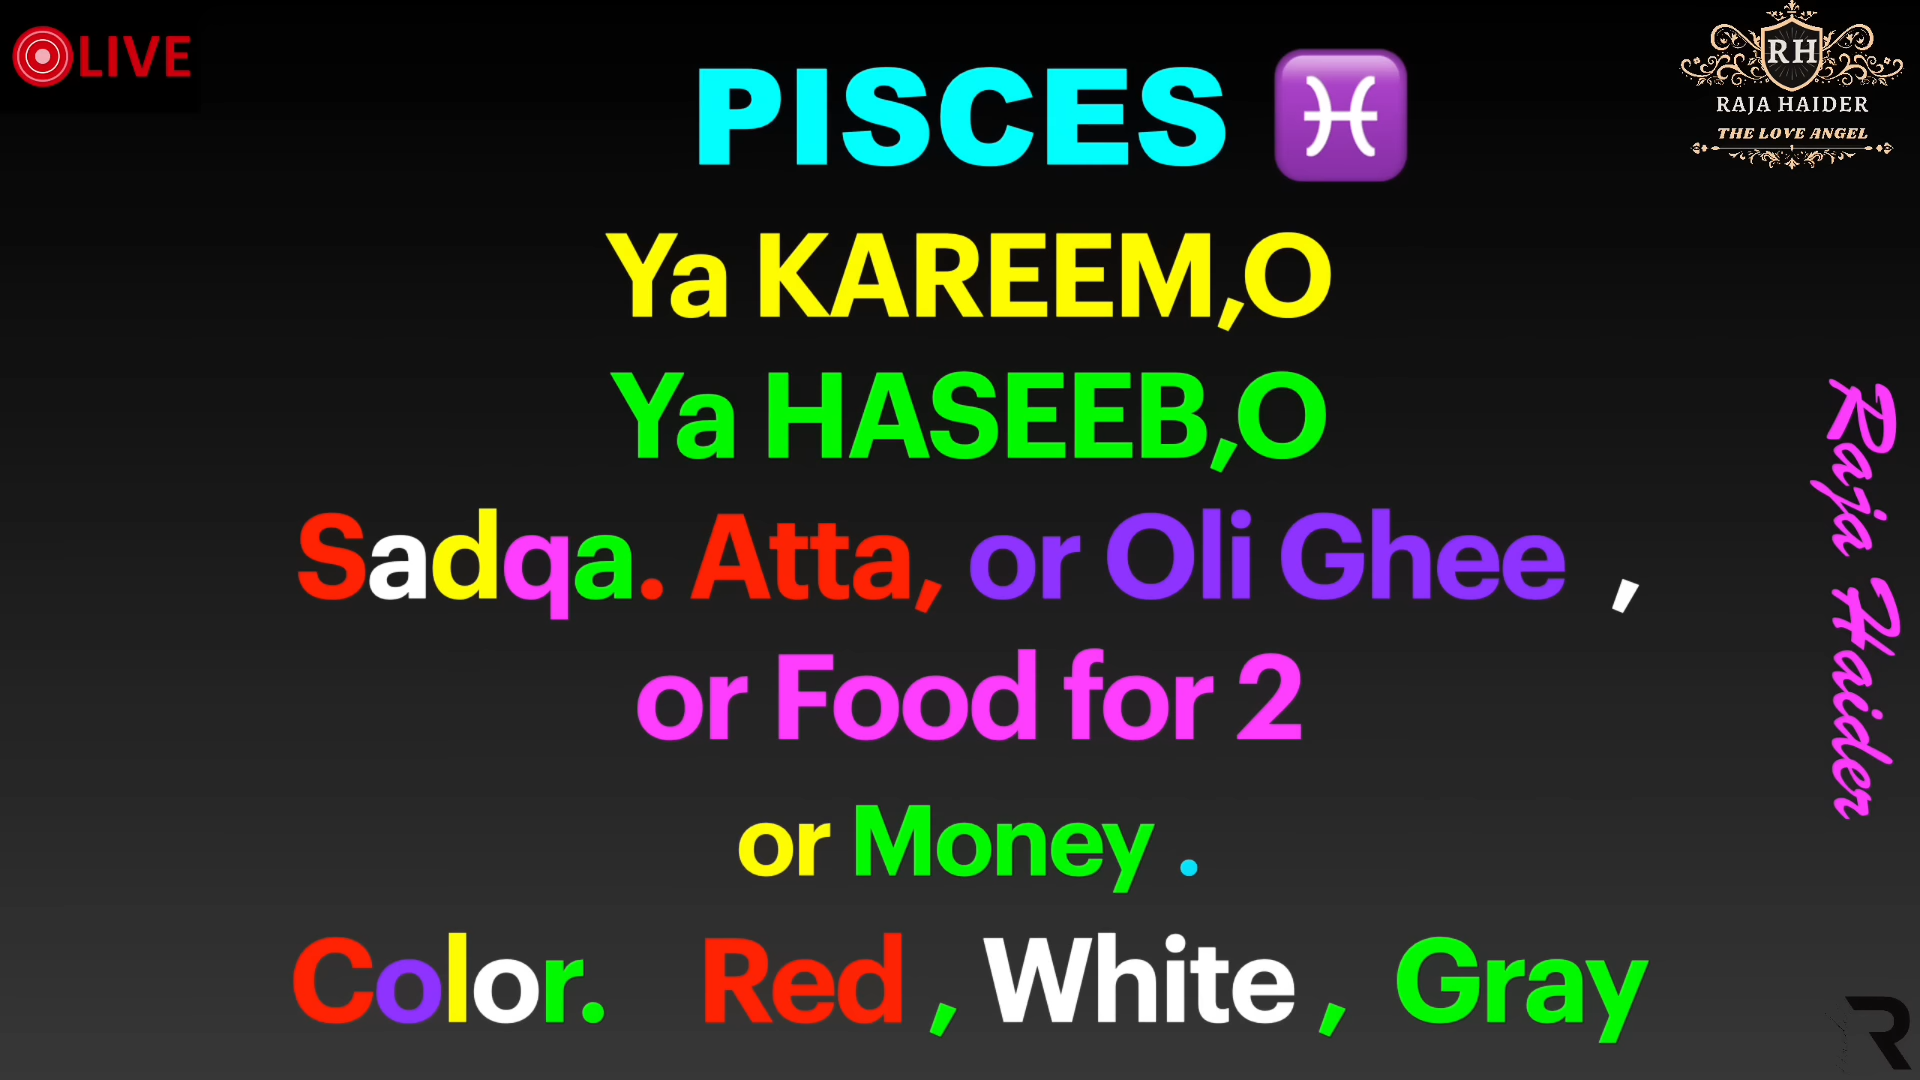 LIVE
PISCES ♓
RH
RAJA HAIDER
THE LOVE ANGEL
Ya KAREEM,O
Ya HASEEB,O
Sadqa. Atta, or Oli Ghee ,
or Food for 2
or Money .
Color. Red , White , Gray
Raja Haider
R